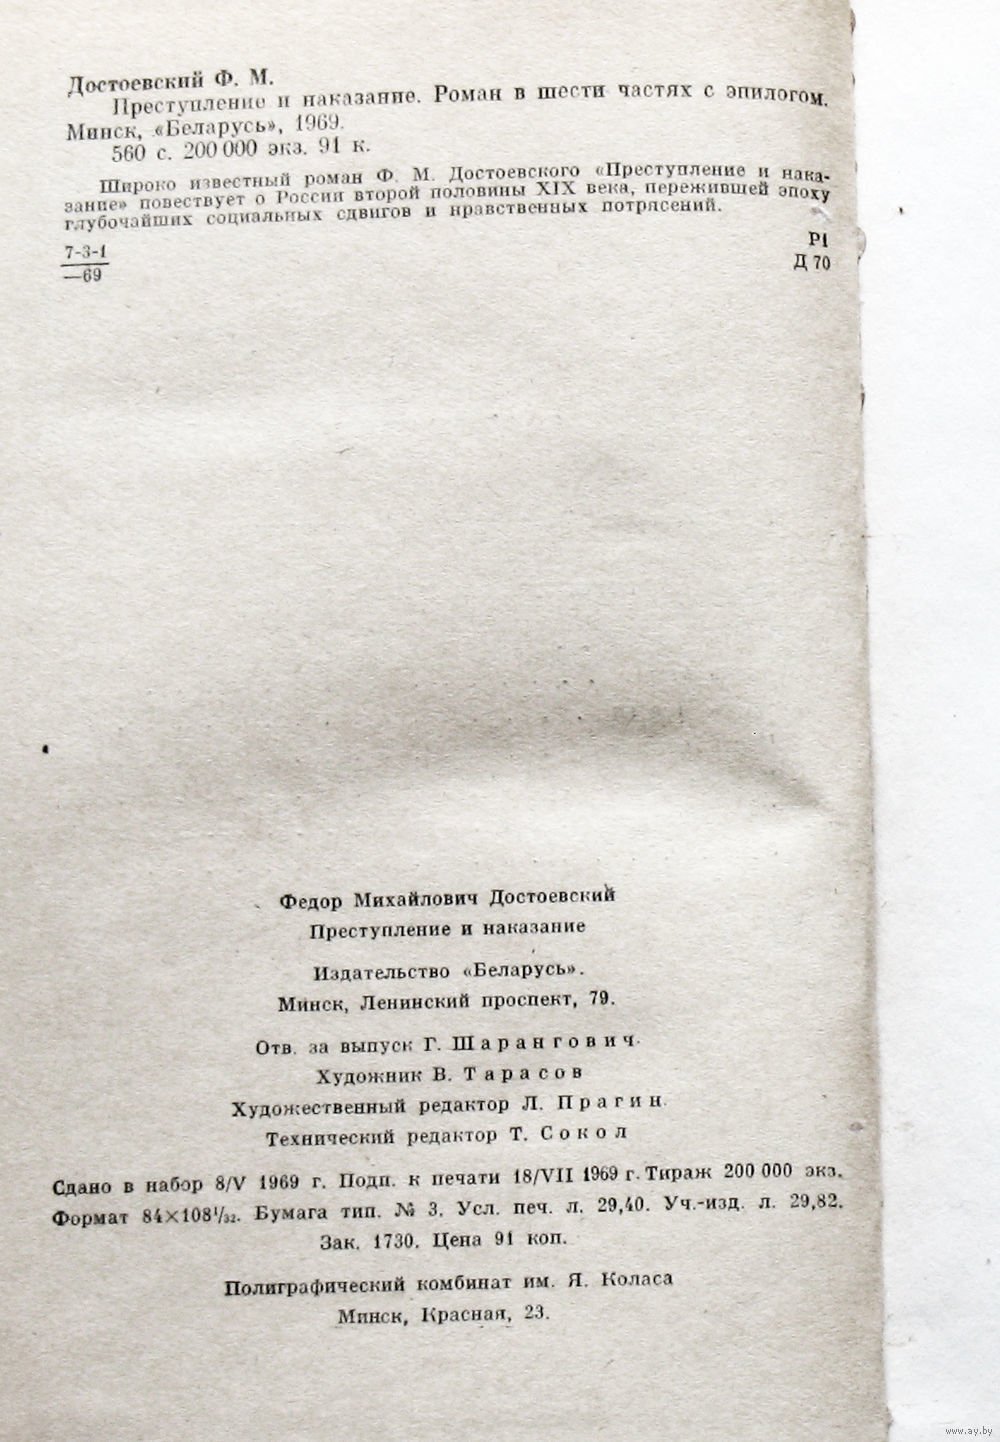 Достоевский Ф. М.
Преступление и наказание. Роман в шести частях с эпилогом.
Минск, «Беларусь», 1969.
560 с. 200 000 экз. 91 к.
Широко известный роман Ф. М. Достоевского «Преступление и нака-
зание» повествует о России второй половины XIX века, пережившей эпоху
глубочайших социальных сдвигов и нравственных потрясений.
7-3-1
—69
Р1
Д 70
Федор Михайлович Достоевский
Преступление и наказание
Издательство «Беларусь».
Минск, Ленинский проспект, 79.
Отв. за выпуск Г. Шарангович.
Художник В. Тарасов
Художественный редактор Л. Прагин.
Технический редактор Т. Сокол
Сдано в набор 8/V 1969 г. Подп. к печати 18/VII 1969 г. Тираж 200 000 экз.
Формат 84×108¹/₃₂. Бумага тип. № 3. Усл. печ. л. 29,40. Уч.-изд. л. 29,82.
Зак. 1730. Цена 91 коп.
Полиграфический комбинат им. Я. Коласа
Минск, Красная, 23.
www.ay.by